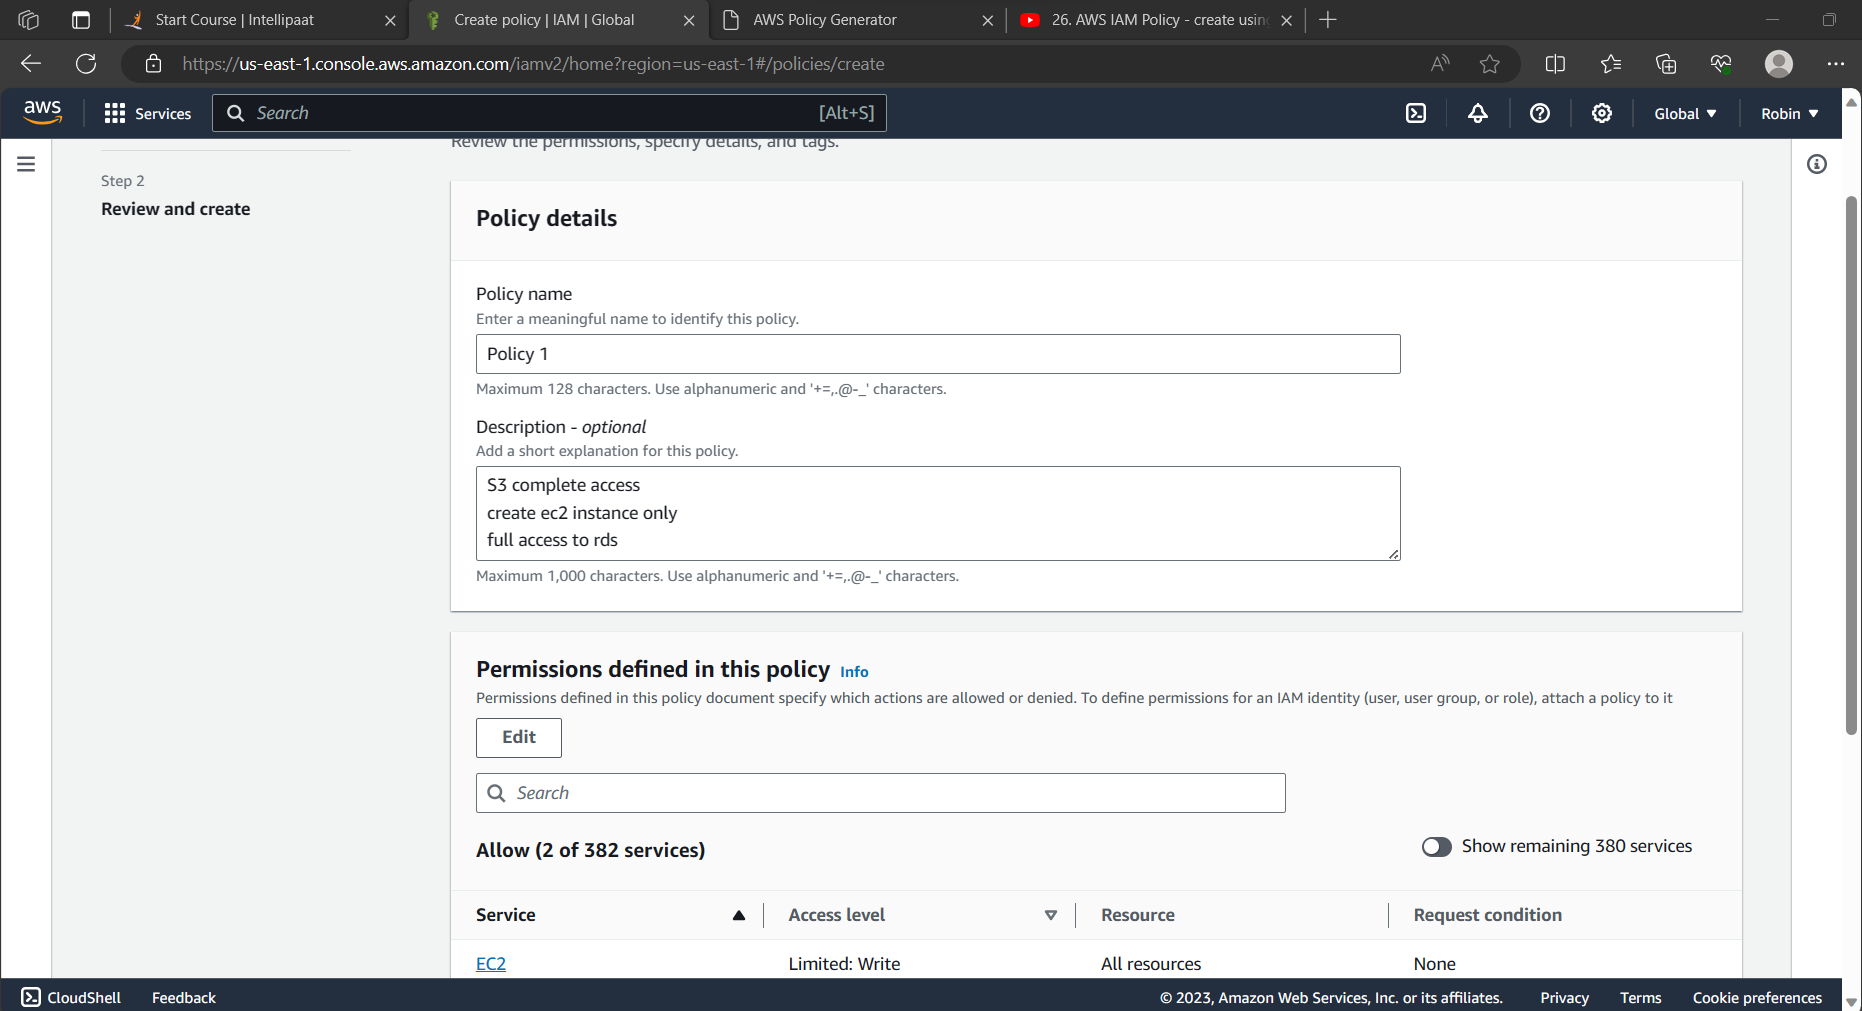 Start Course | Intellipaat
Create policy | IAM | Global
AWS Policy Generator
26. AWS IAM Policy - create using
https://us-east-1.console.aws.amazon.com/iamv2/home?region=us-east-1#/policies/create
aws
Services
Search
[Alt+S]
Global
Robin
Review the permissions, specify details, and tags.
Step 2
Review and create
Policy details
Policy name
Enter a meaningful name to identify this policy.
Policy 1
Maximum 128 characters. Use alphanumeric and '+=,.@-_' characters.
Description - optional
Add a short explanation for this policy.
S3 complete access
create ec2 instance only
full access to rds
Maximum 1,000 characters. Use alphanumeric and '+=,.@-_' characters.
Permissions defined in this policy Info
Permissions defined in this policy document specify which actions are allowed or denied. To define permissions for an IAM identity (user, user group, or role), attach a policy to it
Edit
Search
Allow (2 of 382 services)
Show remaining 380 services
Service
Access level
Resource
Request condition
EC2
Limited: Write
All resources
None
CloudShell
Feedback
© 2023, Amazon Web Services, Inc. or its affiliates.
Privacy
Terms
Cookie preferences